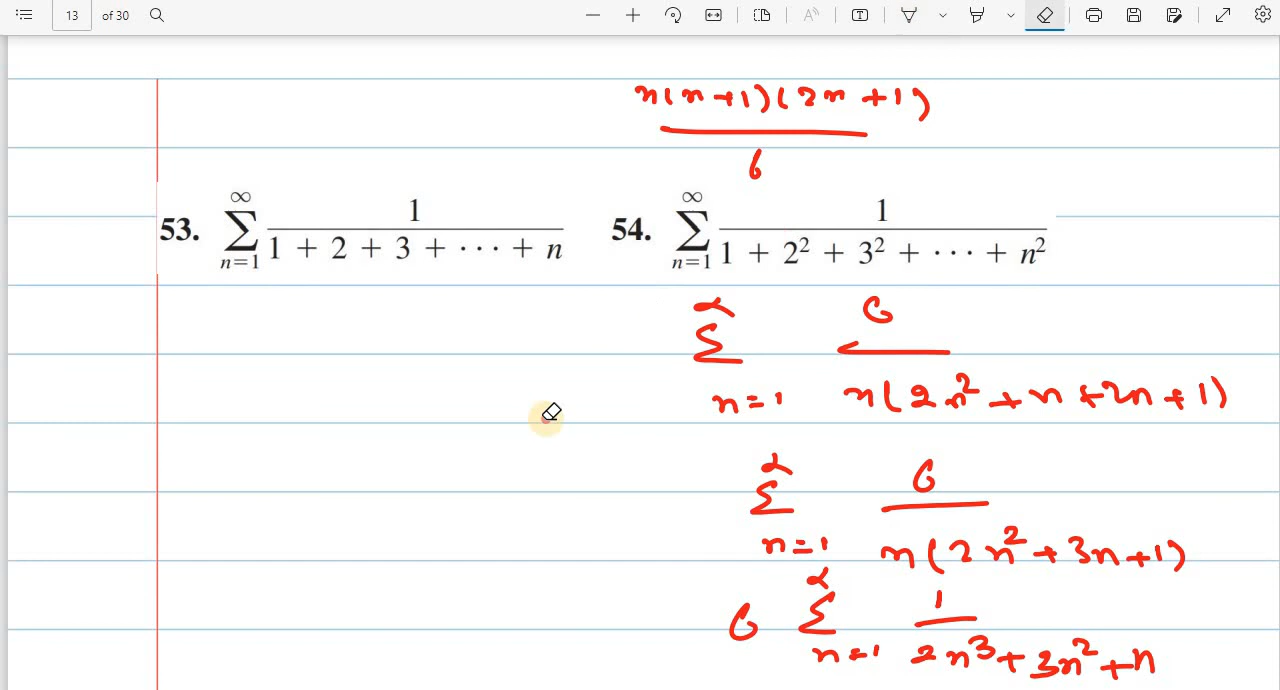 13 of 30
n(n+1)(2n+1)
6
53. ∞ ∑ n=1 1 / 1 + 2 + 3 + ··· + n
54. ∞ ∑ n=1 1 / 1 + 2² + 3² + ··· + n²
∞ ∑ n=1 6 / n(2n²+n+2n+1)
∞ ∑ n=1 6 / n(2n²+3n+1)
6 ∞ ∑ n=1 1 / 2n³+3n²+n